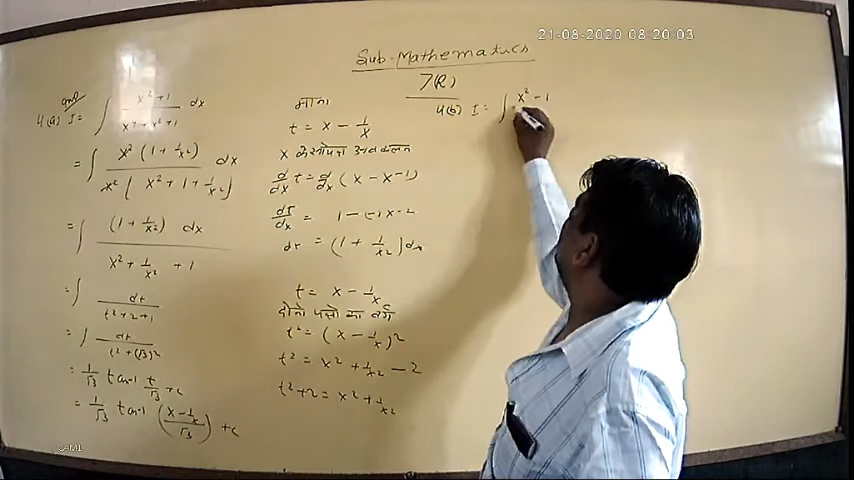 21-08-2020 08:20:03
Sub-Mathematics
7(R)
Ans
4(a) I = ∫ x²+1 / x⁴+x²+1 dx
= ∫ x² (1 + 1/x²) / x² ( x² + 1 + 1/x² ) dx
= ∫ (1 + 1/x²) dx / x² + 1/x² + 1
= ∫ dt / t²+2+1
= ∫ dt / t²+(√3)²
= 1/√3 tan-1 t/√3 +c
= 1/√3 tan-1 ( x - 1/x / √3 ) +c
माना
t = x - 1/x
x के सापेक्ष अवकलन
d/dx t = d/dx (x - x-1)
dt/dx = 1 - (-1)x-2
dt = (1 + 1/x²) dx
t = x - 1/x
दोनो पक्षो का वर्ग
t² = (x - 1/x)²
t² = x² + 1/x² - 2
t²+2 = x² + 1/x²
4(b) I = ∫ x² - 1
CAM1